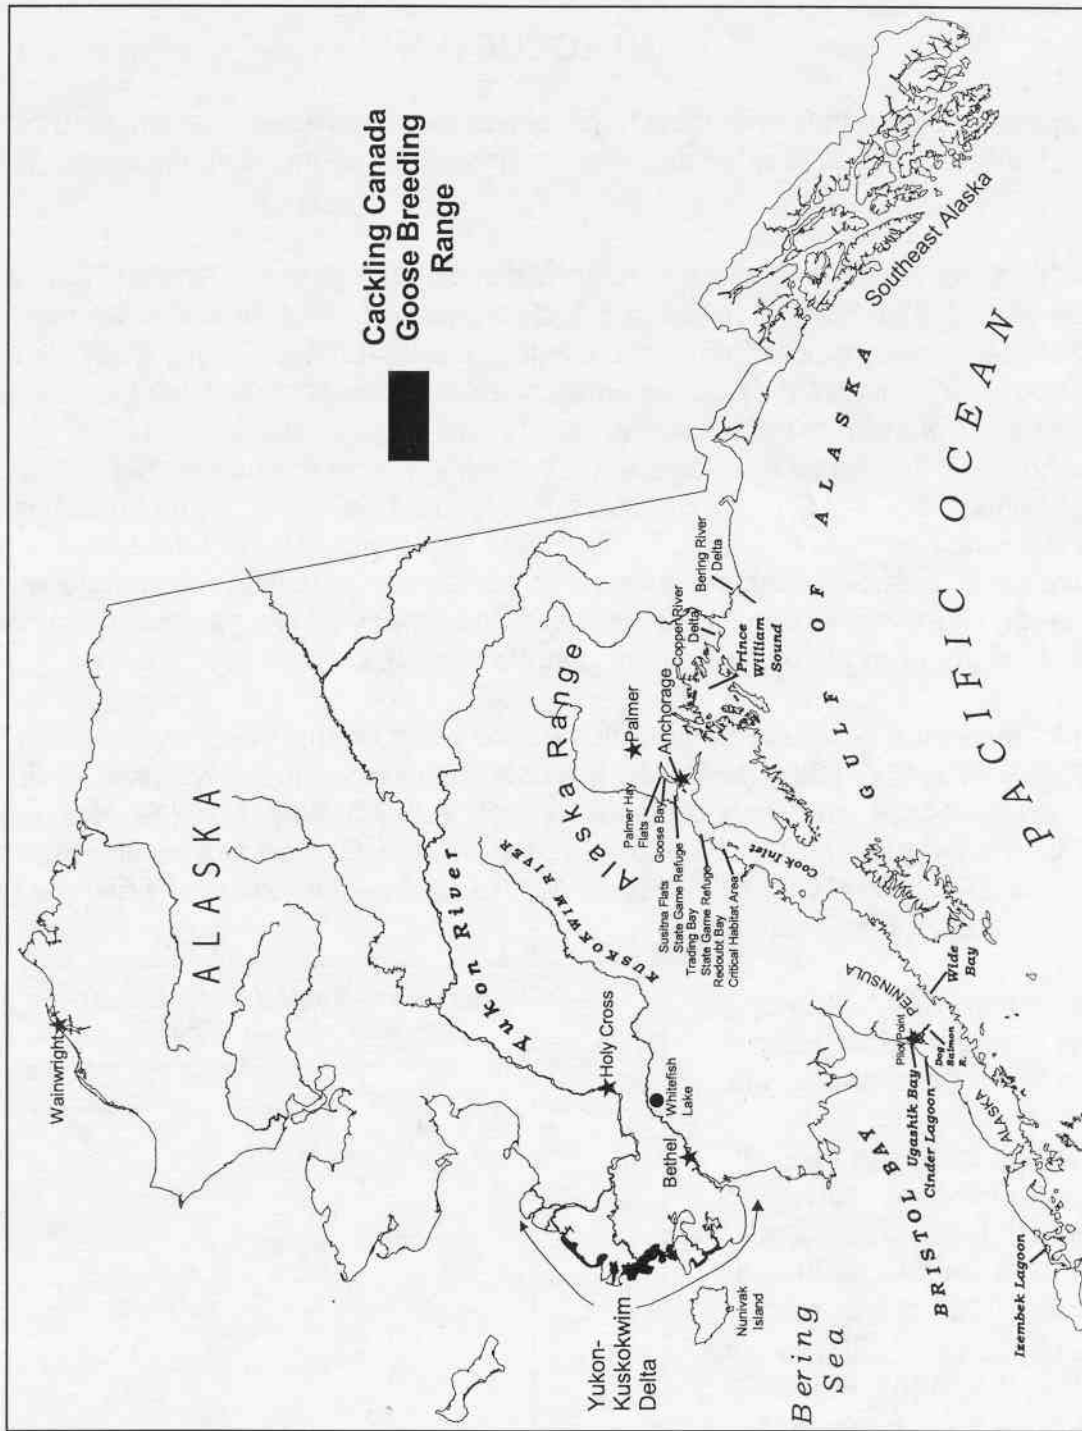 Cackling Canada
Goose Breeding
Range
Wainwright
ALASKA
Yukon River
KUSKOKWIM RIVER
Alaska Range
Holy Cross
Whitefish
Lake
Bethel
Yukon-
Kuskokwim
Delta
Nunivak
Island
Bering
Sea
Palmer
Anchorage
Palmer Hay
Flats
Goose Bay
Susitna Flats
State Game Refuge
Trading Bay
State Game Refuge
Redoubt Bay
Critical Habitat Area
Cook Inlet
Copper River
Delta
Bering River
Delta
Prince
William
Sound
Southeast Alaska
GULF OF ALASKA
PACIFIC OCEAN
BRISTOL BAY
Pilot Point
Ugashik Bay
Cinder Lagoon
Dog
Salmon
R.
Wide
Bay
ALASKA PENINSULA
Izembek Lagoon